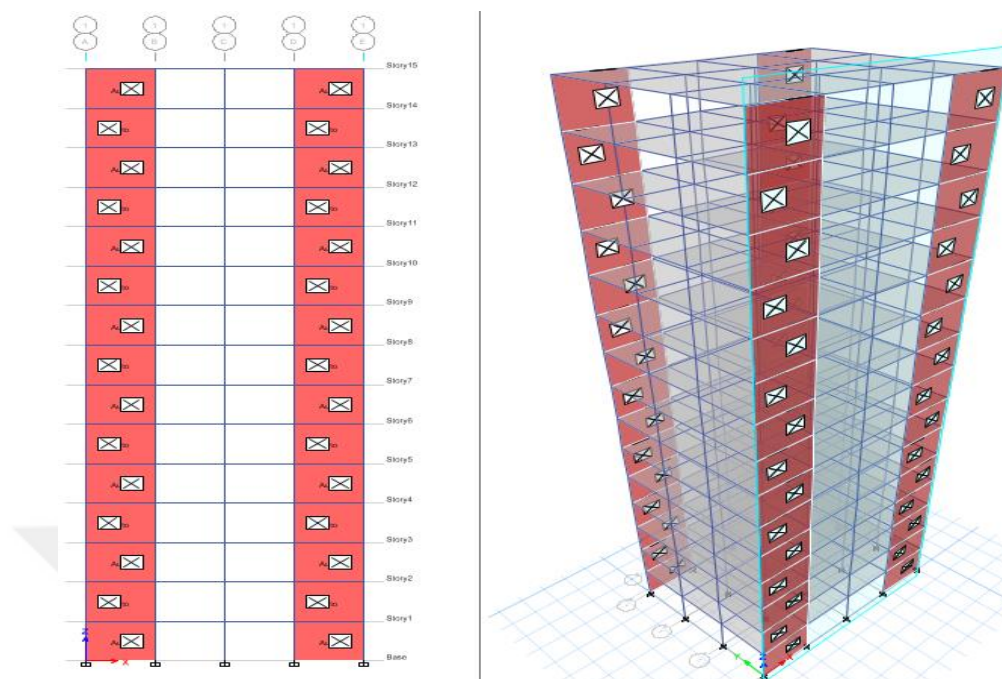 1 1 1 1 1
A B C D E
Story15
Story14
Story13
Story12
Story11
Story10
Story9
Story8
Story7
Story6
Story5
Story4
Story3
Story2
Story1
Base
Z
X
Y
Z
X